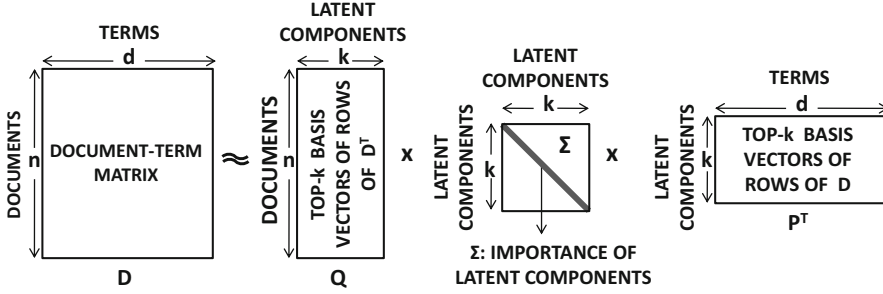 TERMS
d
DOCUMENTS
n
DOCUMENT-TERM
MATRIX
D
≈
LATENT
COMPONENTS
k
DOCUMENTS
n
TOP-k BASIS
VECTORS OF ROWS
OF Dᵀ
Q
x
LATENT
COMPONENTS
k
LATENT
COMPONENTS
k
Σ
Σ: IMPORTANCE OF
LATENT COMPONENTS
x
TERMS
d
LATENT
COMPONENTS
k
TOP-k BASIS
VECTORS OF
ROWS OF D
Pᵀ